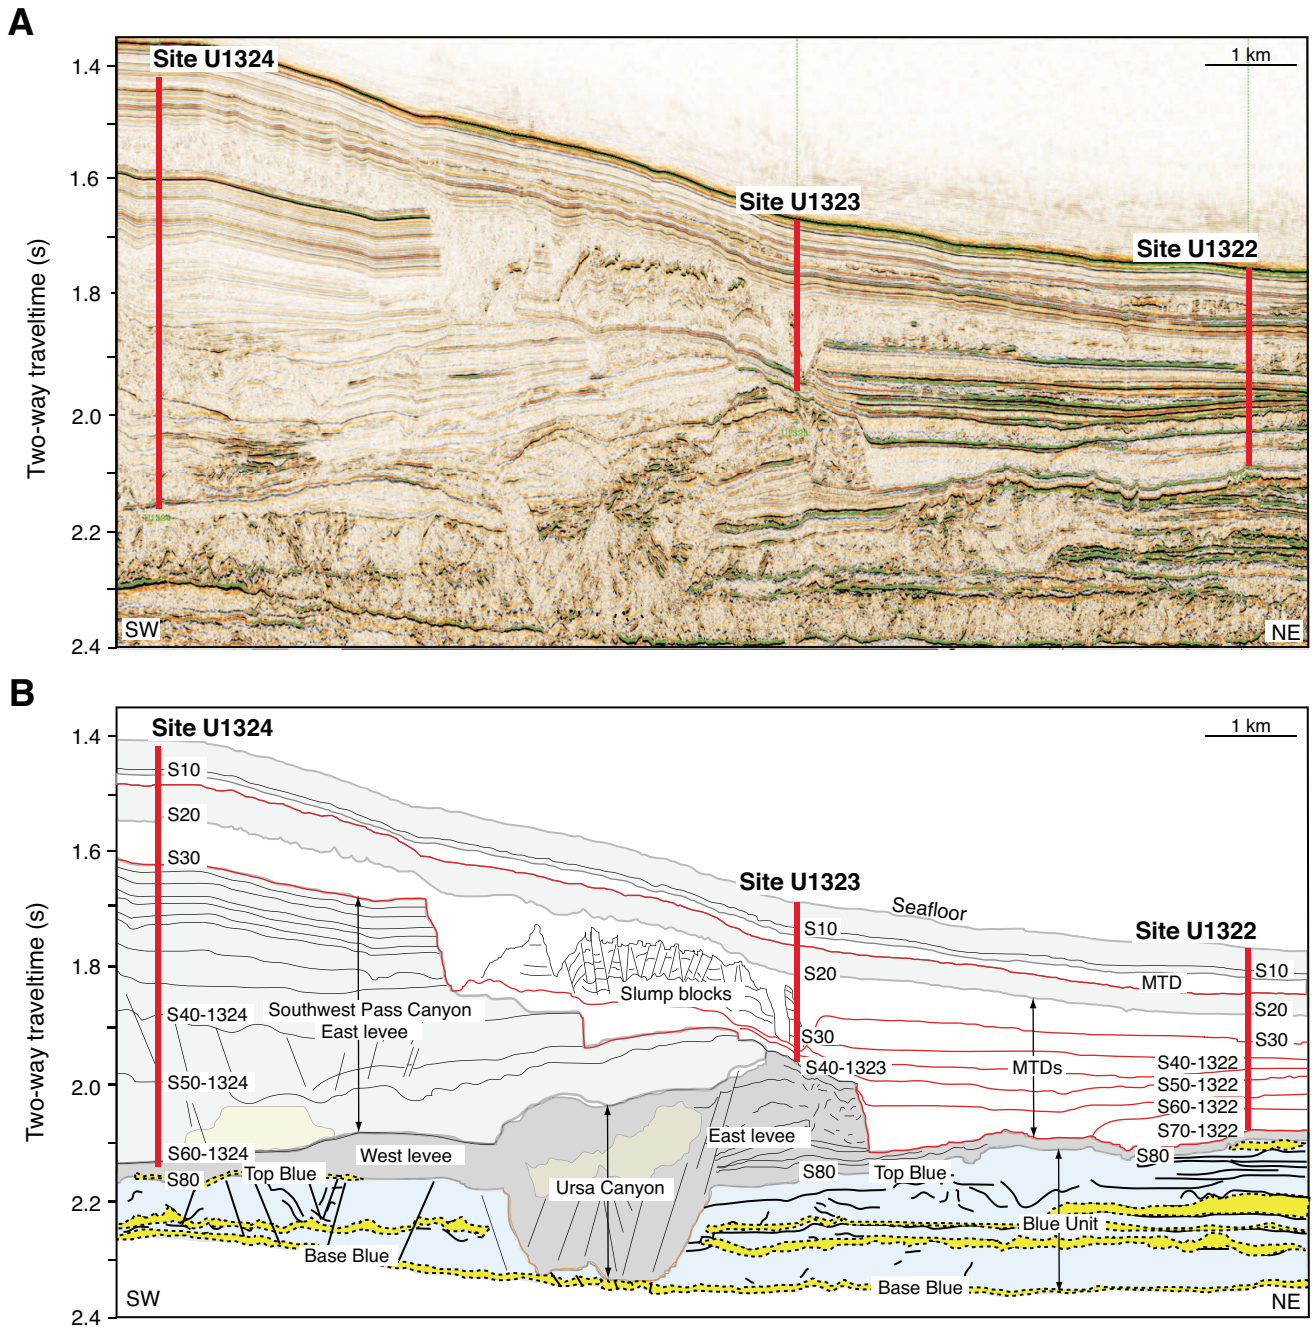 A
Site U1324
1 km
1.4
1.6
Site U1323
Site U1322
1.8
2.0
2.2
2.4
Two-way traveltime (s)
SW
NE
B
Site U1324
1 km
1.4
S10
S20
1.6
S30
Site U1323
Seafloor
Site U1322
S10
S10
1.8
S20
MTD
S20
Slump blocks
Southwest Pass Canyon
East levee
S40-1324
S30
S30
S40-1323
MTDs
S40-1322
2.0
S50-1324
S50-1322
S60-1322
East levee
S70-1322
S60-1324
West levee
S80
S80
Top Blue
S80
Top Blue
Ursa Canyon
2.2
Blue Unit
Base Blue
Base Blue
2.4
Two-way traveltime (s)
SW
NE